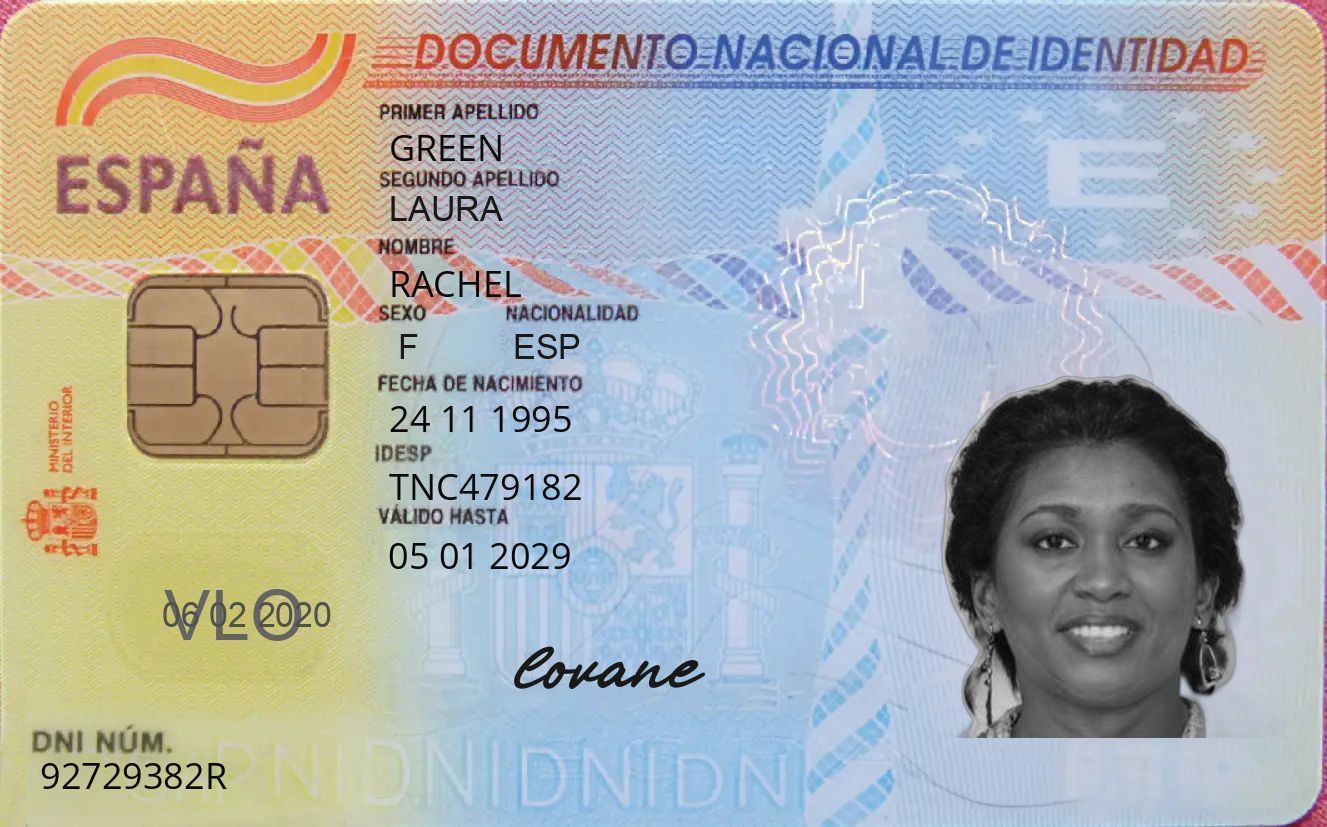 DOCUMENTO NACIONAL DE IDENTIDAD
ESPAÑA
PRIMER APELLIDO
GREEN
SEGUNDO APELLIDO
LAURA
NOMBRE
RACHEL
SEXO NACIONALIDAD
F ESP
FECHA DE NACIMIENTO
24 11 1995
IDESP
TNC479182
VÁLIDO HASTA
05 01 2029
MINISTERIO
DEL INTERIOR
E
VLO
06 02 2020
Covane
DNI NÚM.
92729382R
DNIDNIDNIDNI